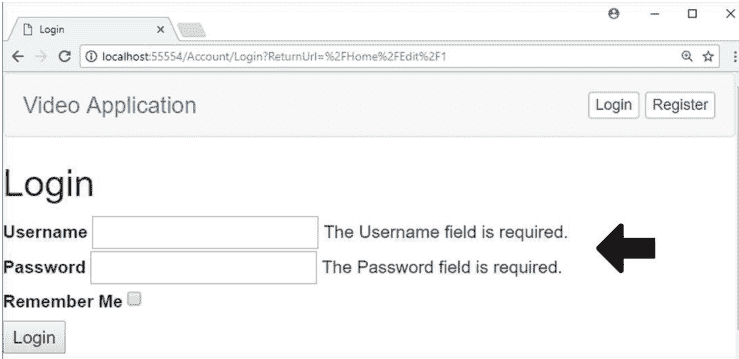 Login
localhost:55554/Account/Login?ReturnUrl=%2FHome%2FEdit%2F1
Video Application Login Register
Login
Username The Username field is required.
Password The Password field is required.
Remember Me
Login